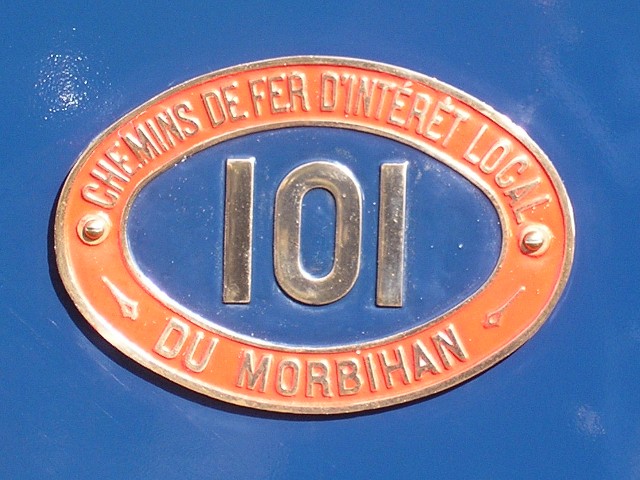 CHEMINS DE FER D'INTÉRÊT LOCAL
101
DU MORBIHAN